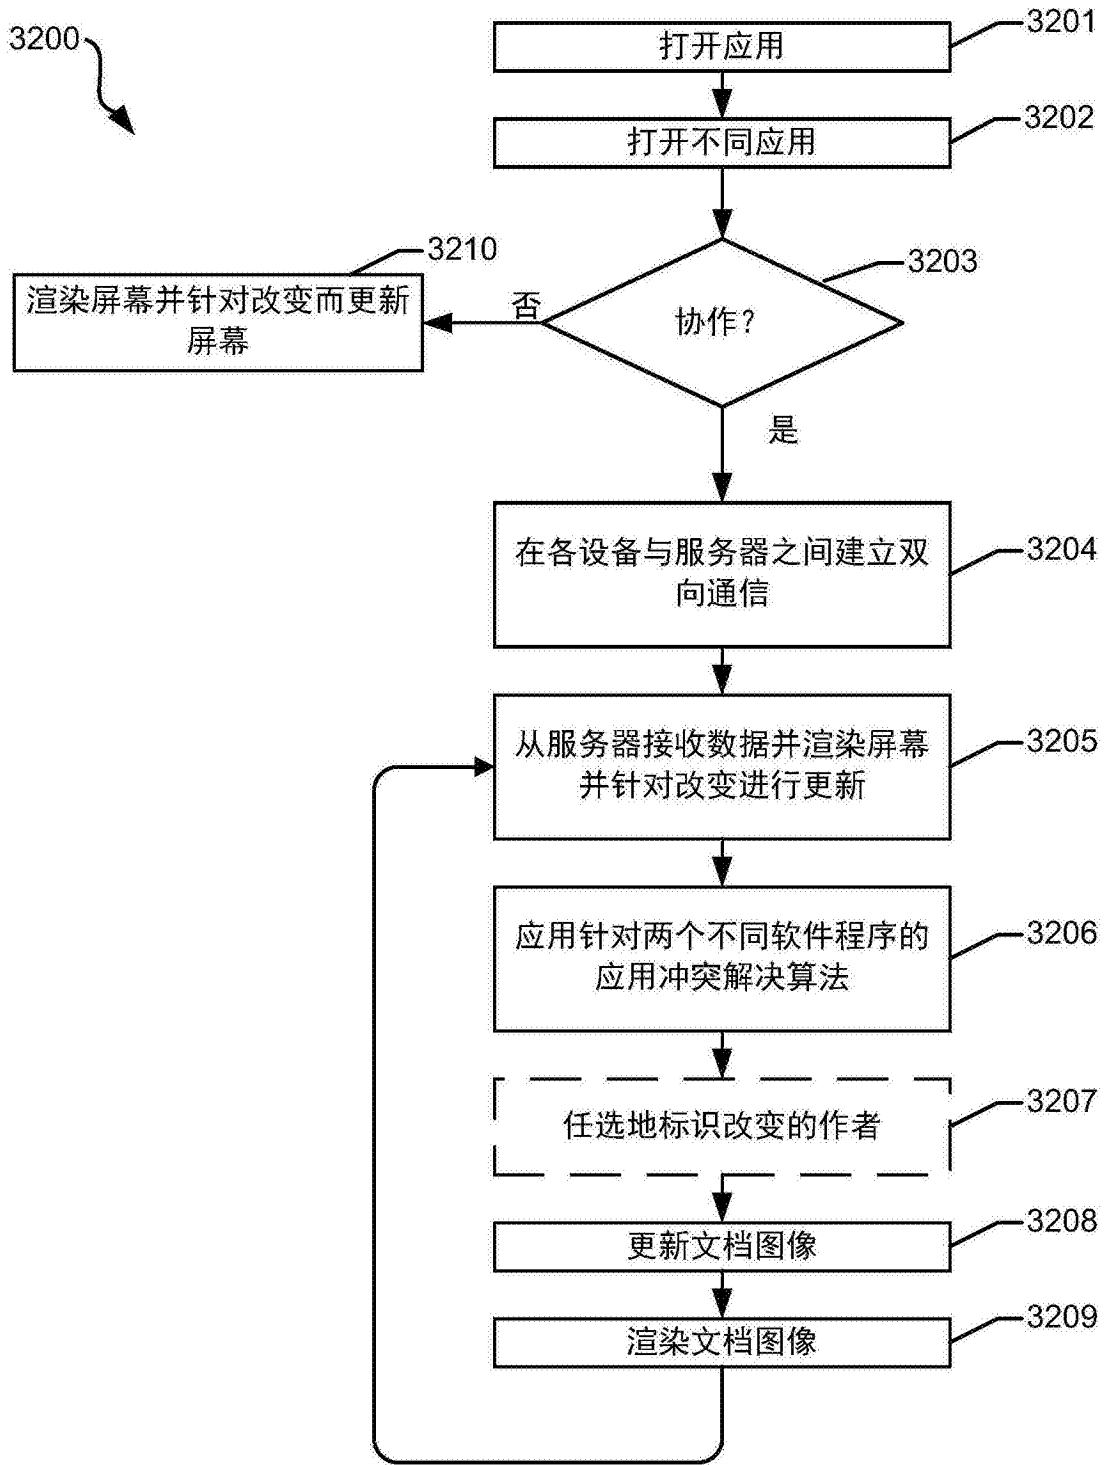 3200
打开应用
3201
打开不同应用
3202
协作？
3203
否
3210
渲染屏幕并针对改变而更新
屏幕
是
在各设备与服务器之间建立双
向通信
3204
从服务器接收数据并渲染屏幕
并针对改变进行更新
3205
应用针对两个不同软件程序的
应用冲突解决算法
3206
任选地标识改变的作者
3207
更新文档图像
3208
渲染文档图像
3209